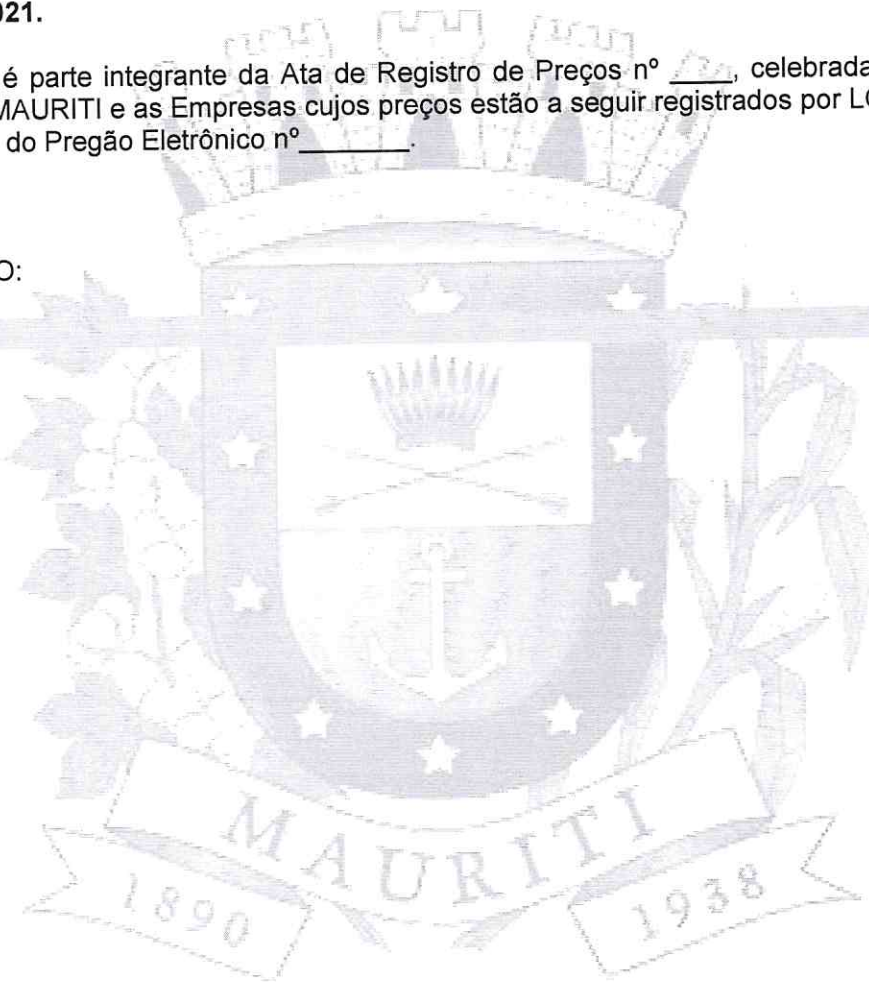 021.
é parte integrante da Ata de Registro de Preços nº ____, celebrada
MAURITI e as Empresas cujos preços estão a seguir registrados por LO
do Pregão Eletrônico nº________.
O:
MAURITI
1890
1938